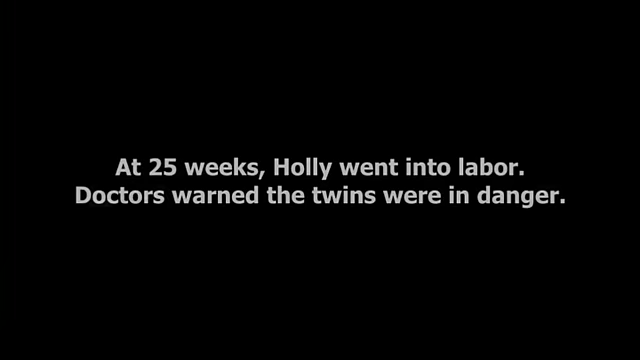 At 25 weeks, Holly went into labor.
Doctors warned the twins were in danger.